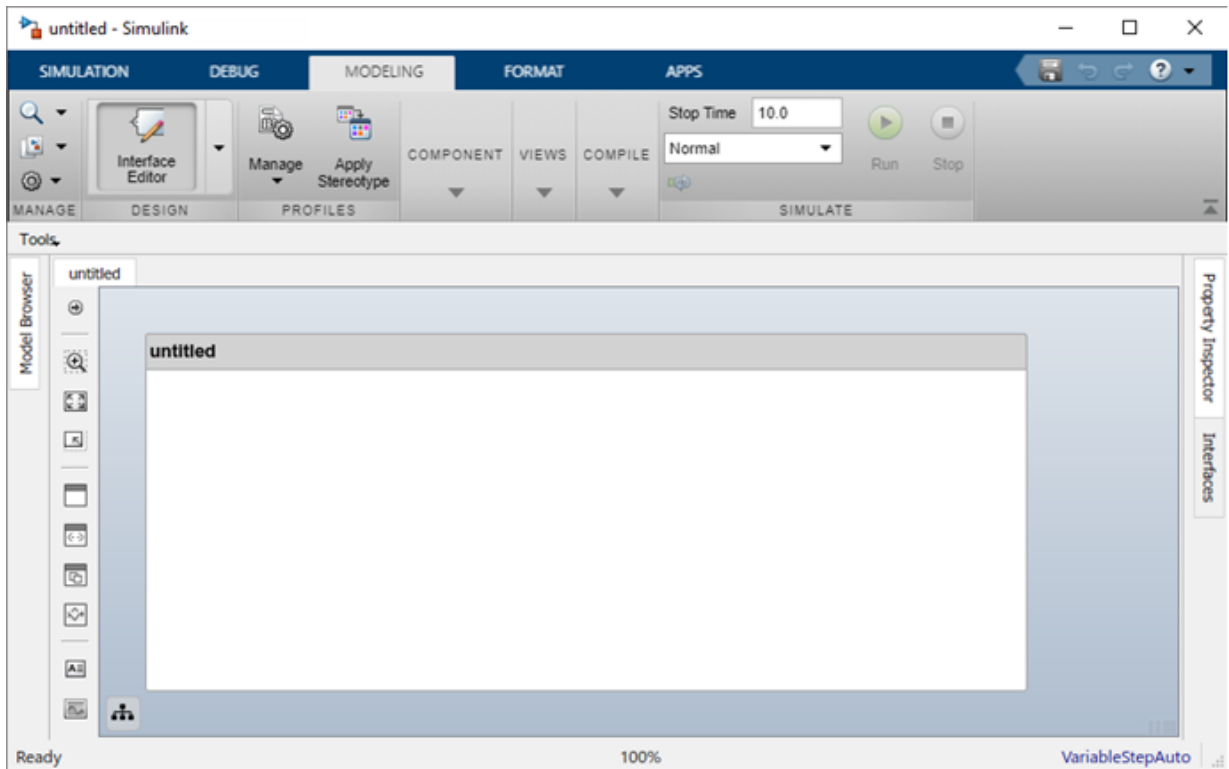 untitled - Simulink
SIMULATION DEBUG MODELING FORMAT APPS
Stop Time 10.0
Normal
Interface Editor
Manage
Apply Stereotype
COMPONENT VIEWS COMPILE
Run Stop
MANAGE DESIGN PROFILES SIMULATE
Tools
Model Browser
untitled
untitled
Property Inspector
Interfaces
Ready 100% VariableStepAuto